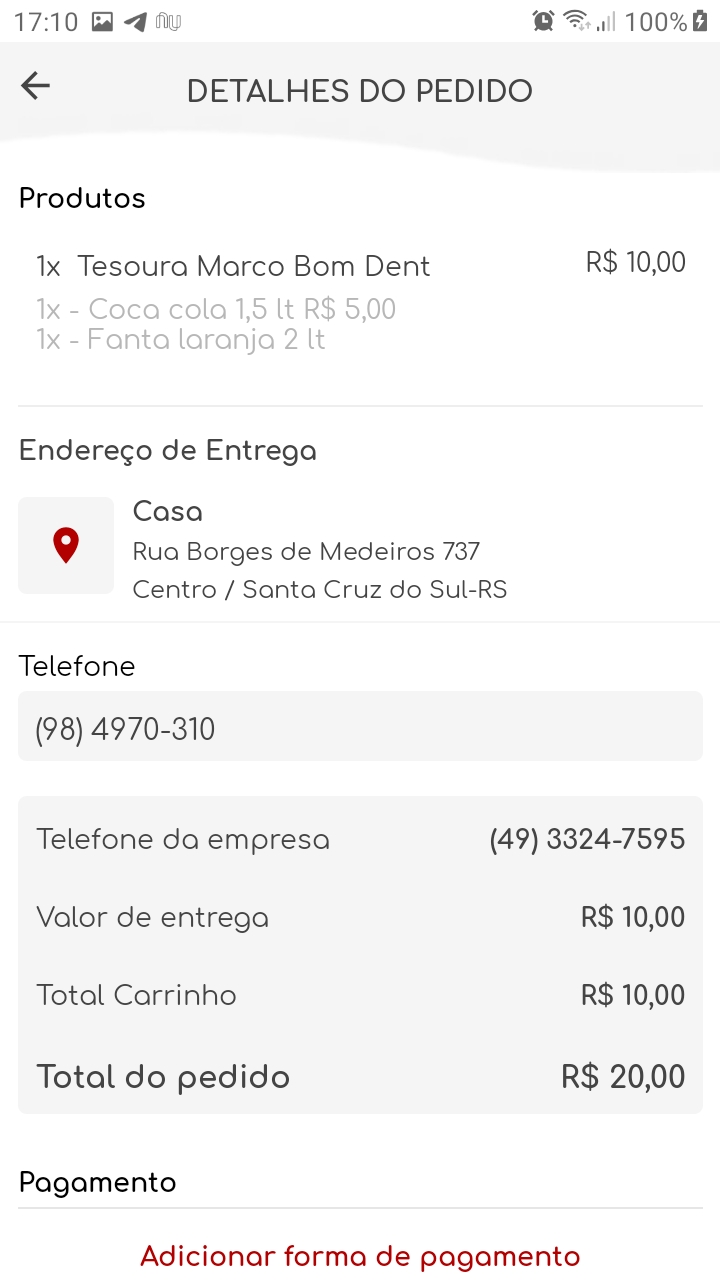 17:10
100%
DETALHES DO PEDIDO
Produtos
1x Tesoura Marco Bom Dent R$ 10,00
1x - Coca cola 1,5 lt R$ 5,00
1x - Fanta laranja 2 lt
Endereço de Entrega
Casa
Rua Borges de Medeiros 737
Centro / Santa Cruz do Sul-RS
Telefone
(98) 4970-310
Telefone da empresa (49) 3324-7595
Valor de entrega R$ 10,00
Total Carrinho R$ 10,00
Total do pedido R$ 20,00
Pagamento
Adicionar forma de pagamento